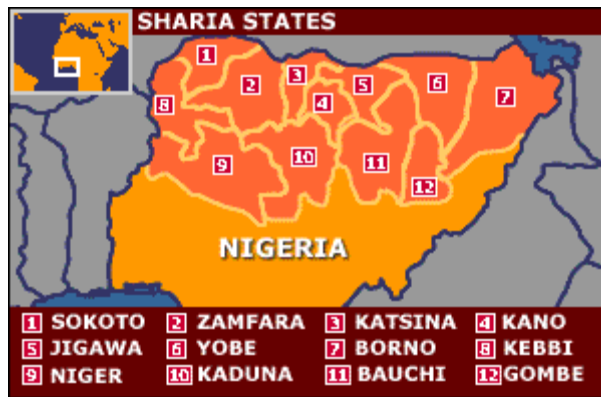 SHARIA STATES
1
2
3
4
5
6
7
8
9
10
11
12
NIGERIA
1 SOKOTO 2 ZAMFARA 3 KATSINA 4 KANO
5 JIGAWA 6 YOBE 7 BORNO 8 KEBBI
9 NIGER 10 KADUNA 11 BAUCHI 12 GOMBE